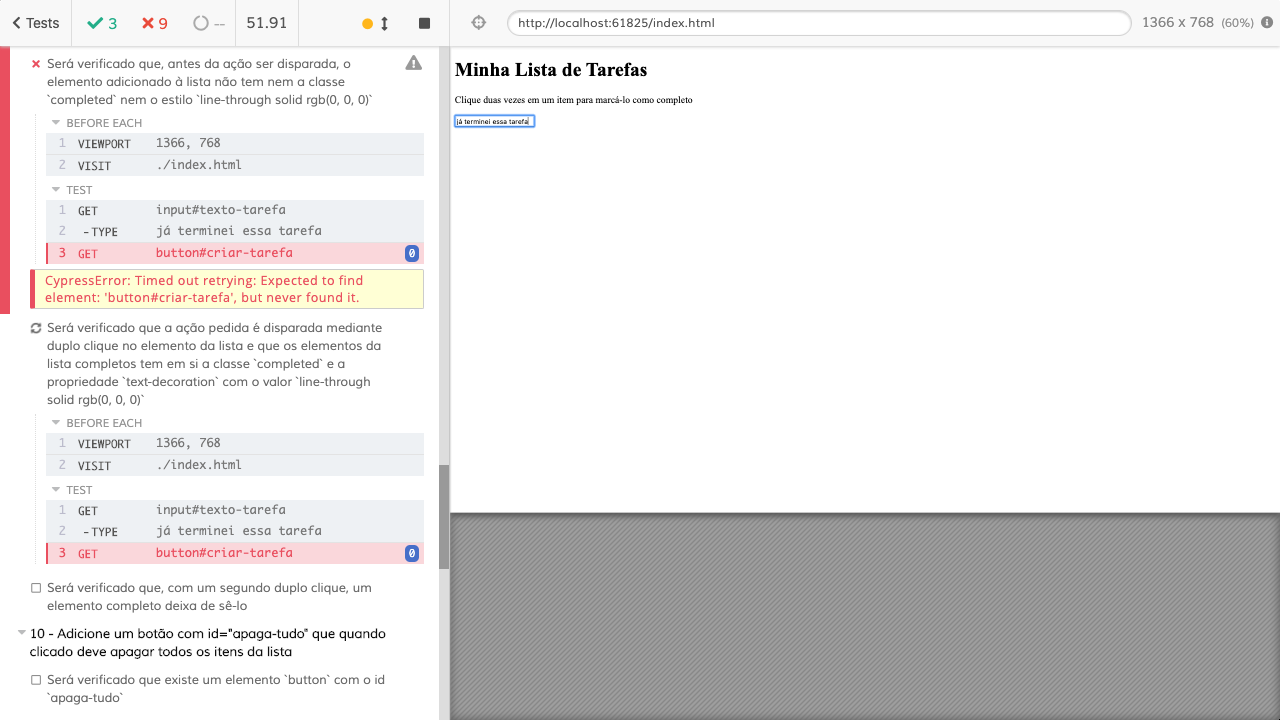 Tests
3
9
--
51.91
http://localhost:61825/index.html
1366 x 768 (60%)
Será verificado que, antes da ação ser disparada, o
elemento adicionado à lista não tem nem a classe
`completed` nem o estilo `line-through solid rgb(0, 0, 0)`
BEFORE EACH
1 VIEWPORT 1366, 768
2 VISIT ./index.html
TEST
1 GET input#texto-tarefa
2 -TYPE já terminei essa tarefa
3 GET button#criar-tarefa 0
CypressError: Timed out retrying: Expected to find
element: 'button#criar-tarefa', but never found it.
Será verificado que a ação pedida é disparada mediante
duplo clique no elemento da lista e que os elementos da
lista completos tem em si a classe `completed` e a
propriedade `text-decoration` com o valor `line-through
solid rgb(0, 0, 0)`
BEFORE EACH
1 VIEWPORT 1366, 768
2 VISIT ./index.html
TEST
1 GET input#texto-tarefa
2 -TYPE já terminei essa tarefa
3 GET button#criar-tarefa 0
Será verificado que, com um segundo duplo clique, um
elemento completo deixa de sê-lo
10 - Adicione um botão com id="apaga-tudo" que quando
clicado deve apagar todos os itens da lista
Será verificado que existe um elemento `button` com o id
`apaga-tudo`
Minha Lista de Tarefas
Clique duas vezes em um item para marcá-lo como completo
já terminei essa tarefa